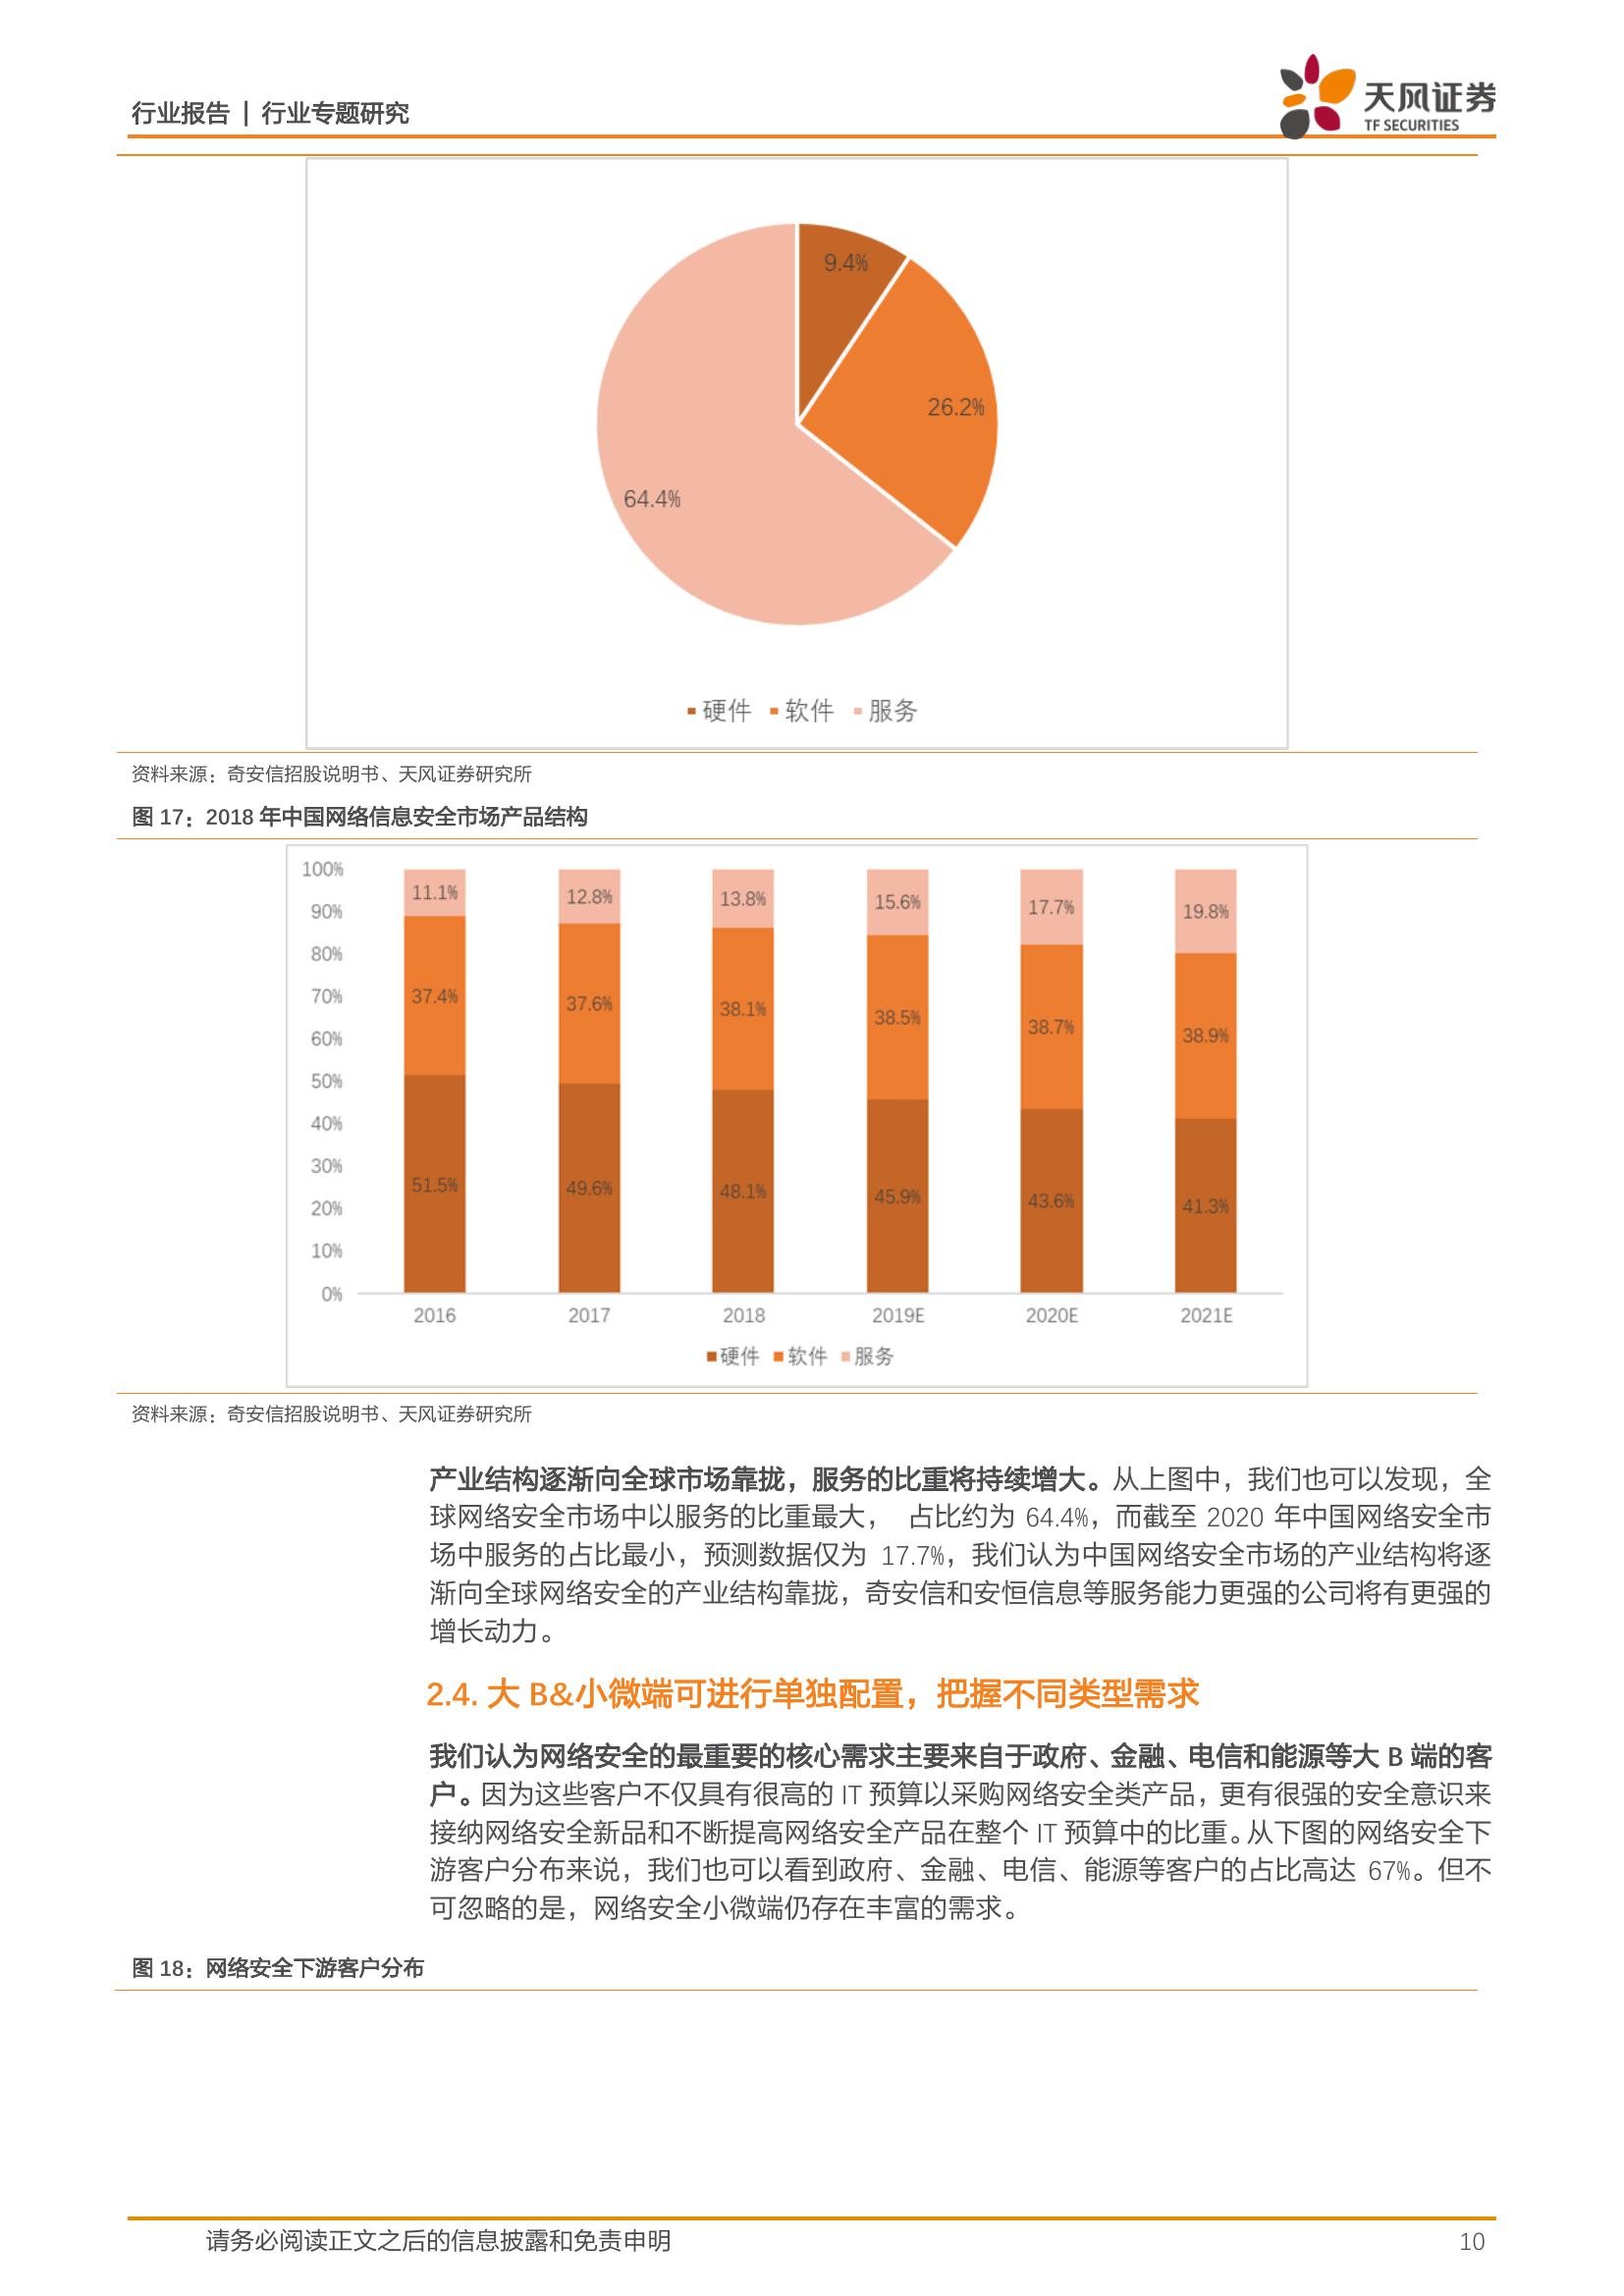 行业报告 | 行业专题研究
天风证券
TF SECURITIES
9.4%
26.2%
64.4%
硬件 软件 服务
资料来源：奇安信招股说明书、天风证券研究所
图 17：2018 年中国网络信息安全市场产品结构
100%
90%
80%
70%
60%
50%
40%
30%
20%
10%
0%
11.1% 12.8% 13.8% 15.6% 17.7% 19.8%
37.4% 37.6% 38.1% 38.5% 38.7% 38.9%
51.5% 49.6% 48.1% 45.9% 43.6% 41.3%
2016 2017 2018 2019E 2020E 2021E
硬件 软件 服务
资料来源：奇安信招股说明书、天风证券研究所
产业结构逐渐向全球市场靠拢，服务的比重将持续增大。从上图中，我们也可以发现，全
球网络安全市场中以服务的比重最大， 占比约为 64.4%，而截至 2020 年中国网络安全市
场中服务的占比最小，预测数据仅为 17.7%，我们认为中国网络安全市场的产业结构将逐
渐向全球网络安全的产业结构靠拢，奇安信和安恒信息等服务能力更强的公司将有更强的
增长动力。
2.4. 大 B&小微端可进行单独配置，把握不同类型需求
我们认为网络安全的最重要的核心需求主要来自于政府、金融、电信和能源等大 B 端的客
户。因为这些客户不仅具有很高的 IT 预算以采购网络安全类产品，更有很强的安全意识来
接纳网络安全新品和不断提高网络安全产品在整个 IT 预算中的比重。从下图的网络安全下
游客户分布来说，我们也可以看到政府、金融、电信、能源等客户的占比高达 67%。但不
可忽略的是，网络安全小微端仍存在丰富的需求。
图 18：网络安全下游客户分布
请务必阅读正文之后的信息披露和免责申明
10